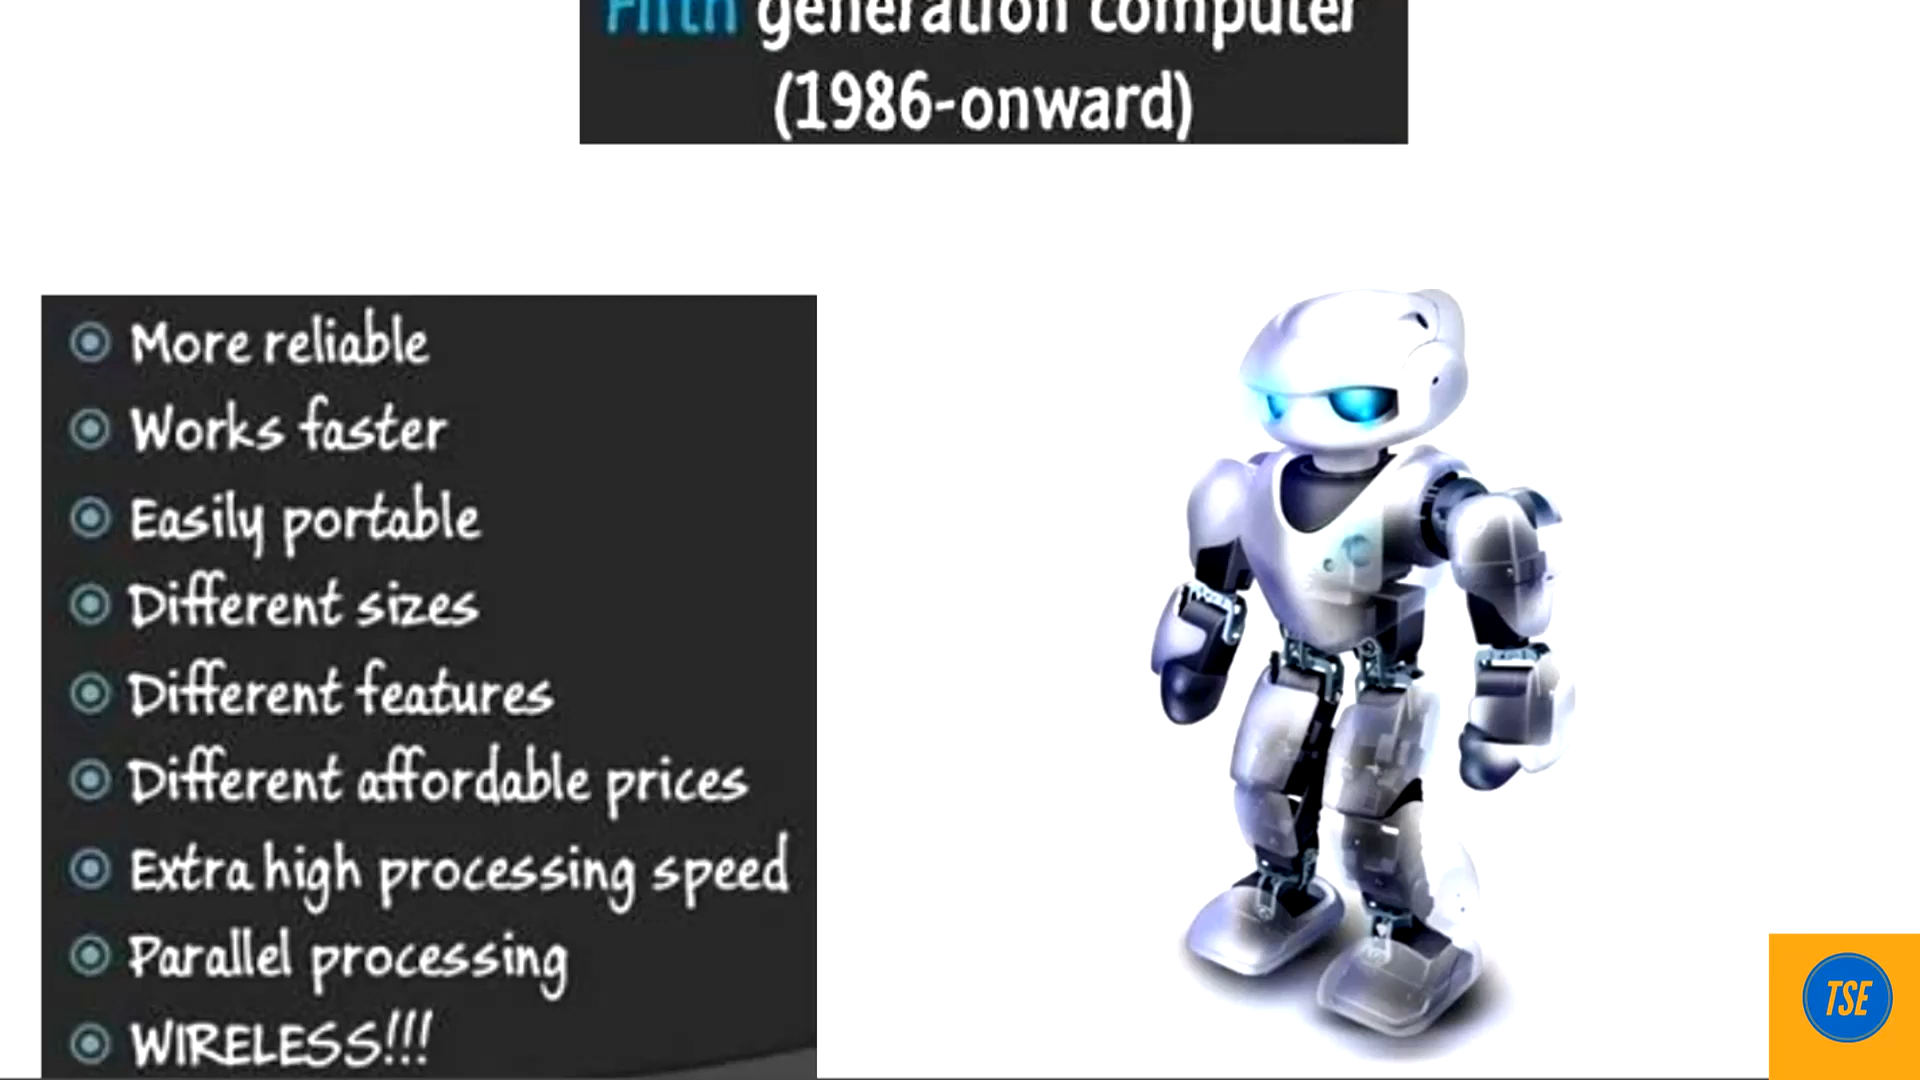 Fifth generation computer
(1986-onward)
More reliable
Works faster
Easily portable
Different sizes
Different features
Different affordable prices
Extra high processing speed
Parallel processing
WIRELESS!!!
TSE